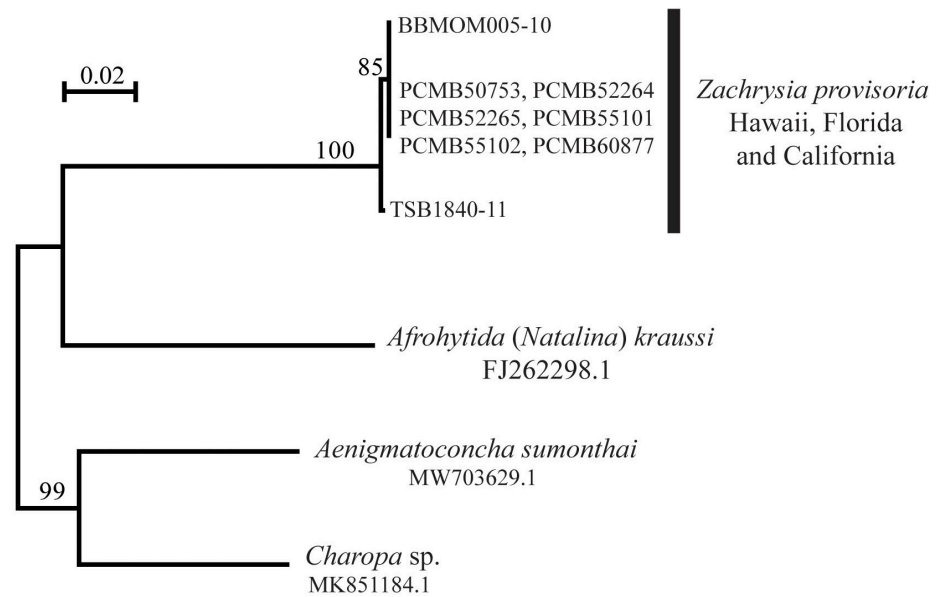 BBMOM005-10
85
0.02
PCMB50753, PCMB52264
PCMB52265, PCMB55101
PCMB55102, PCMB60877
Zachrysia provisoria
Hawaii, Florida
and California
100
TSB1840-11
Afrohytida (Natalina) kraussi
FJ262298.1
Aenigmatoconcha sumonthai
MW703629.1
99
Charopa sp.
MK851184.1